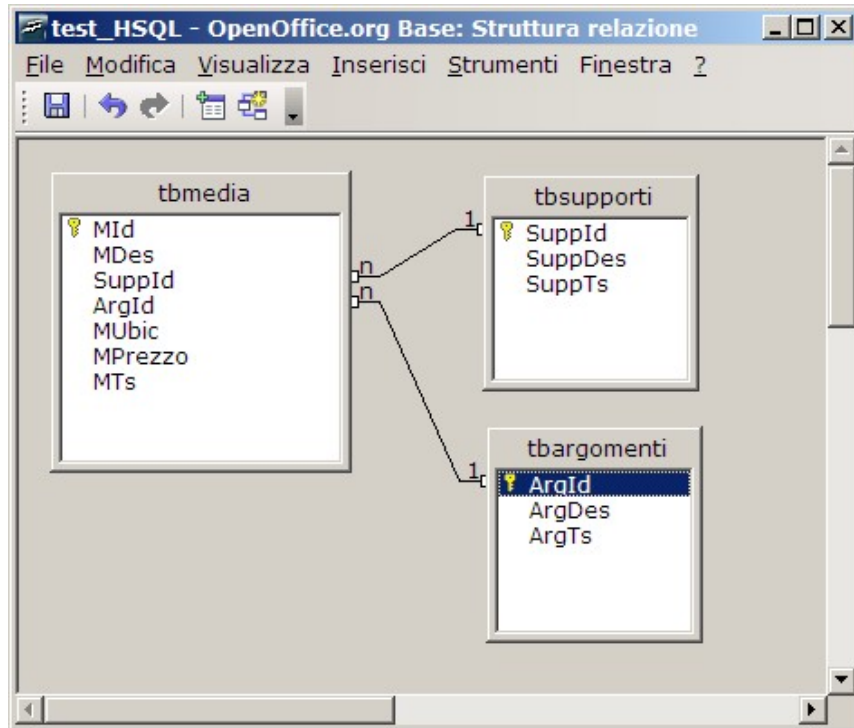 test_HSQL - OpenOffice.org Base: Struttura relazione
File Modifica Visualizza Inserisci Strumenti Finestra ?
tbmedia
MId
MDes
SuppId
ArgId
MUbic
MPrezzo
MTs
n
n
1
tbsupporti
SuppId
SuppDes
SuppTs
1
tbargomenti
ArgId
ArgDes
ArgTs